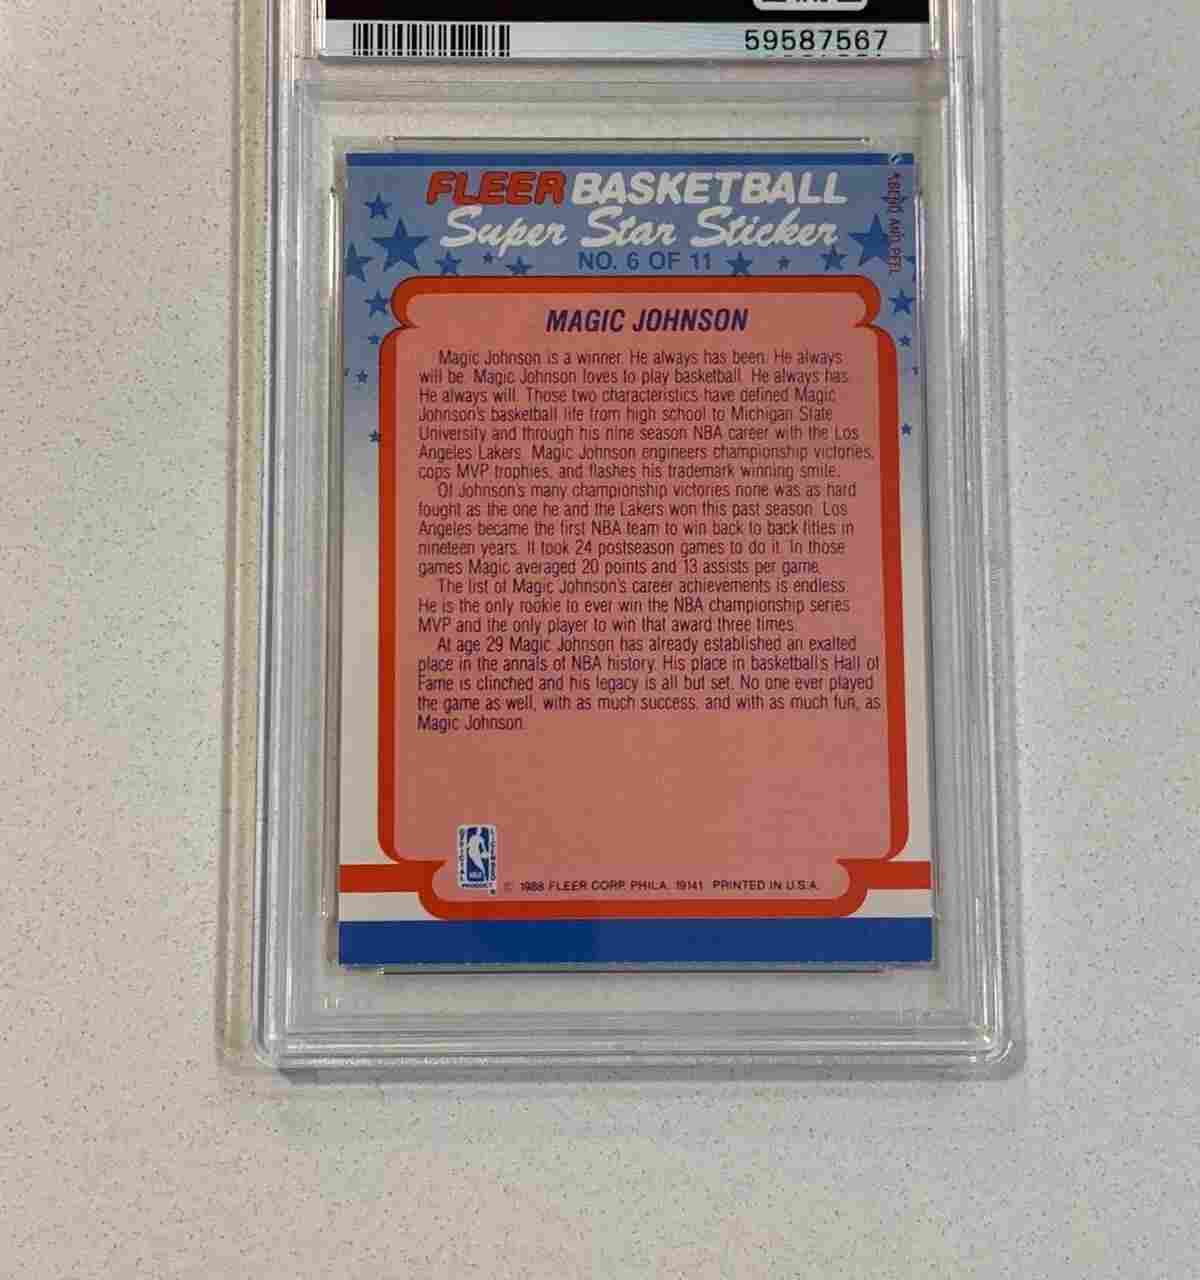 59587567
FLEER BASKETBALL
Super Star Sticker
NO. 6 OF 11
BEND AND PEEL
MAGIC JOHNSON
Magic Johnson is a winner. He always has been. He always
will be. Magic Johnson loves to play basketball. He always has.
He always will. Those two characteristics have defined Magic
Johnson's basketball life from high school to Michigan State
University and through his nine season NBA career with the Los
Angeles Lakers. Magic Johnson engineers championship victories,
cops MVP trophies, and flashes his trademark winning smile.
Of Johnson's many championship victories none was as hard
fought as the one he and the Lakers won this past season. Los
Angeles became the first NBA team to win back to back titles in
nineteen years. It took 24 postseason games to do it. In those
games Magic averaged 20 points and 13 assists per game.
The list of Magic Johnson's career achievements is endless.
He is the only rookie to ever win the NBA championship series
MVP and the only player to win that award three times.
At age 29 Magic Johnson has already established an exalted
place in the annals of NBA history. His place in basketball's Hall of
Fame is clinched and his legacy is all but set. No one ever played
the game as well, with as much success, and with as much fun, as
Magic Johnson.
OFFICIAL LICENSED
NBA
PRODUCT
© 1988 FLEER CORP. PHILA. 19141 PRINTED IN U.S.A.